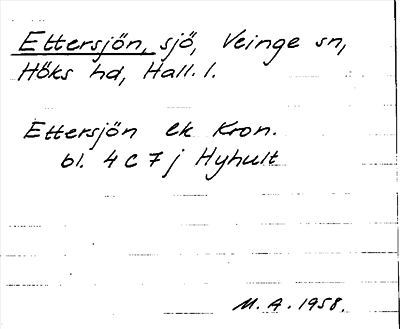 Ettersjön, sjö, Veinge sn,
Höks hd, Hall. l.
Ettersjön ek Kron.
bl. 4 C 7 j Hyhult
M. A. 1958.